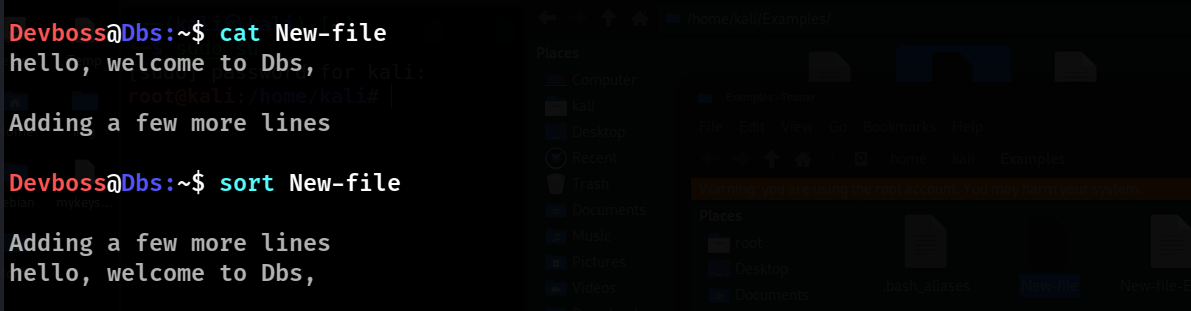 Devboss@Dbs:~$ cat New-file
hello, welcome to Dbs,
[sudo] password for kali:
root@kali:/home/kali#
Adding a few more lines
Devboss@Dbs:~$ sort New-file
Adding a few more lines
hello, welcome to Dbs,
/home/kali/Examples/
Places
Computer
kali
Desktop
Recent
Trash
Documents
Music
Pictures
Videos
File Edit View Go Bookmarks Help
home kali Examples
Warning: you are using the root account. You may harm your system.
Places
root
Desktop
Documents
.bash_aliases
New-file
mykeys...
ebian